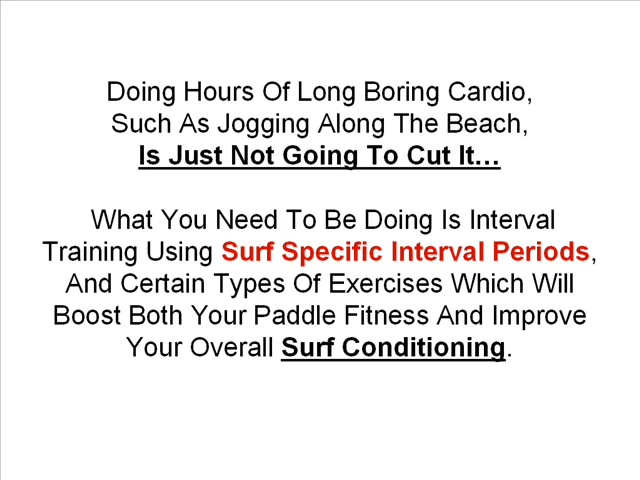 Doing Hours Of Long Boring Cardio,
Such As Jogging Along The Beach,
Is Just Not Going To Cut It...
What You Need To Be Doing Is Interval
Training Using Surf Specific Interval Periods,
And Certain Types Of Exercises Which Will
Boost Both Your Paddle Fitness And Improve
Your Overall Surf Conditioning.